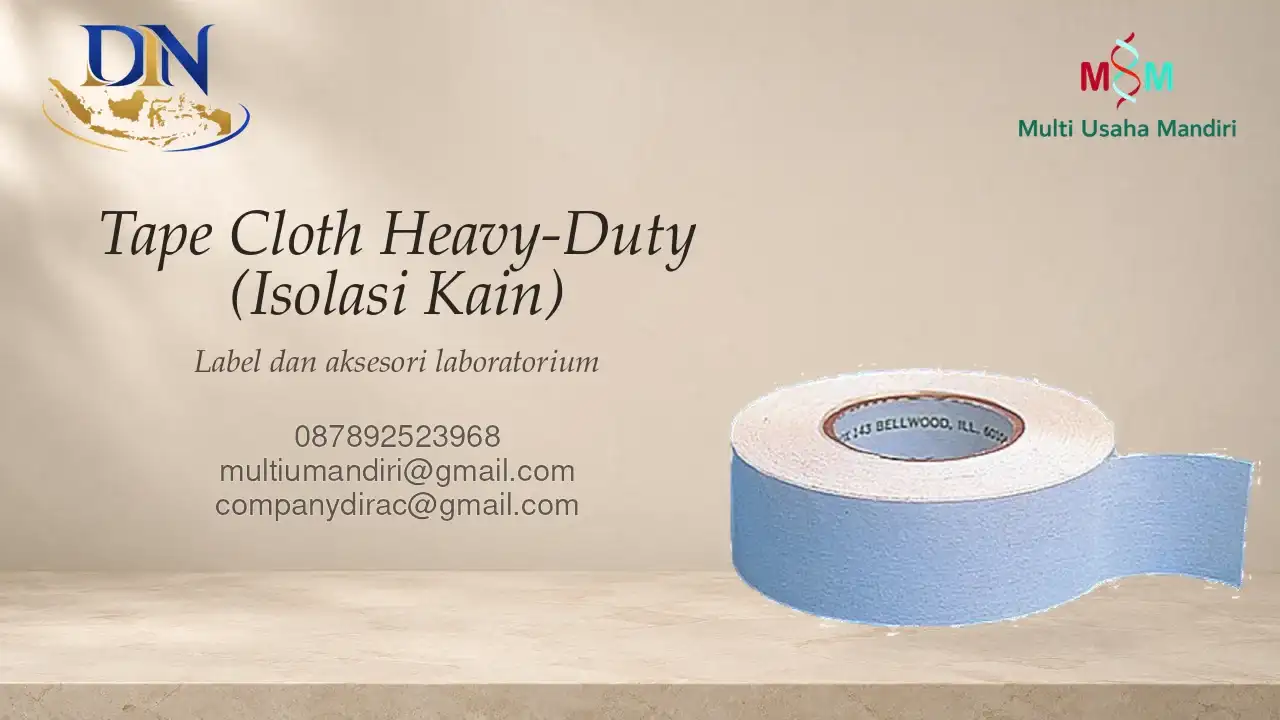 DN
MSM
Multi Usaha Mandiri
Tape Cloth Heavy-Duty
(Isolasi Kain)
Label dan aksesori laboratorium
087892523968
multiumandiri@gmail.com
companydirac@gmail.com
143 BELLWOOD, ILL.